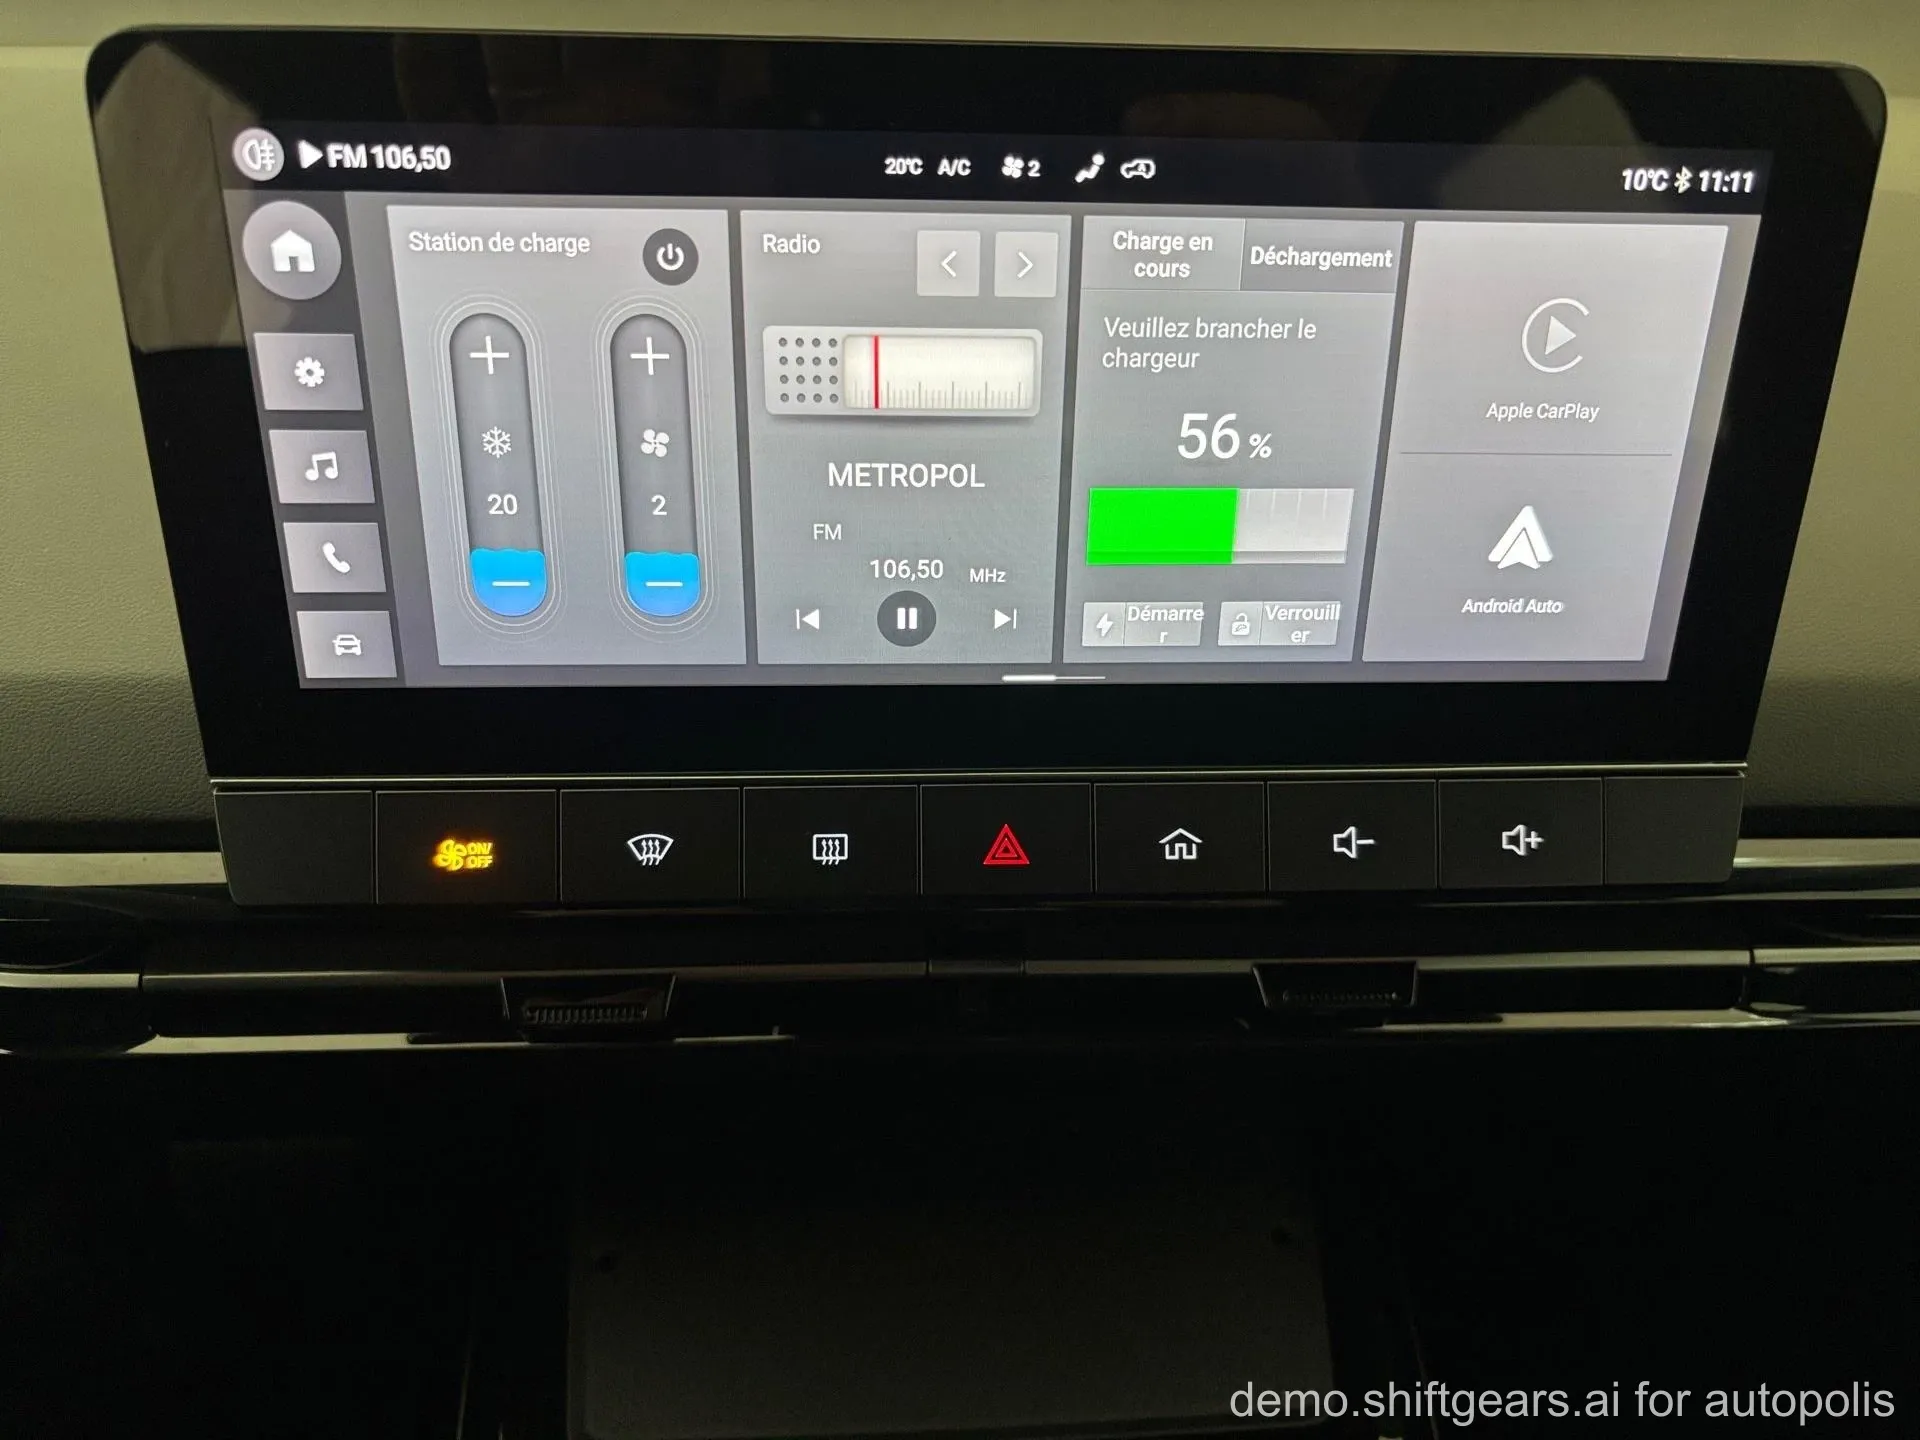 FM 106,50
20°C A/C 2
10°C 11:11
Station de charge
20
2
Radio
METROPOL
FM
106,50 MHz
Charge en
cours
Déchargement
Veuillez brancher le
chargeur
56 %
Démarre
r
Verrouill
er
Apple CarPlay
Android Auto
ON/
OFF
demo.shiftgears.ai for autopolis